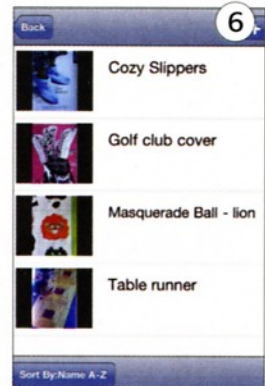 Back
6
Cozy Slippers
Golf club cover
Masquerade Ball - lion
Table runner
Sort By:Name A-Z